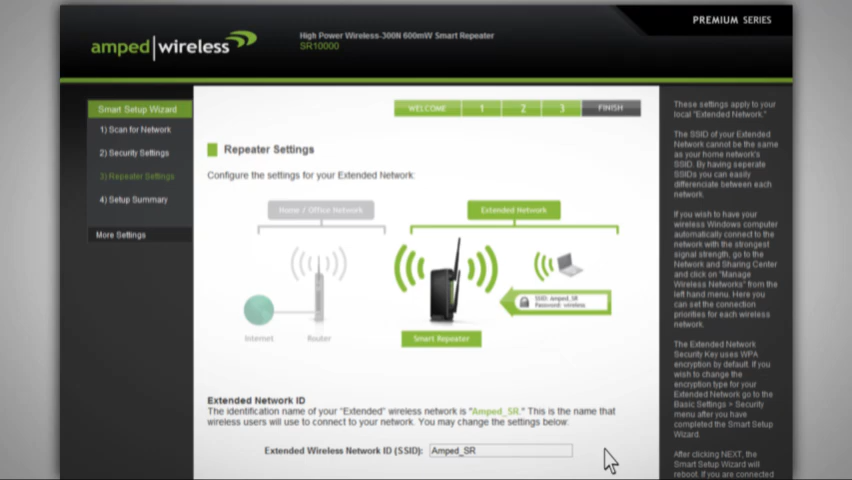 PREMIUM SERIES
amped|wireless
High Power Wireless-300N 600mW Smart Repeater
SR10000
Smart Setup Wizard
1) Scan for Network
2) Security Settings
3) Repeater Settings
4) Setup Summary
More Settings
WELCOME 1 2 3 FINISH
Repeater Settings
Configure the settings for your Extended Network:
Home / Office Network
Extended Network
SSID: Amped_SR
Password: wireless
Internet
Router
Smart Repeater
Extended Network ID
The identification name of your "Extended" wireless network is "Amped_SR." This is the name that
wireless users will use to connect to your network. You may change the settings below:
Extended Wireless Network ID (SSID): Amped_SR
These settings apply to your
local "Extended Network."
The SSID of your Extended
Network cannot be the same
as your home network's
SSID. By having seperate
SSIDs you can easily
differenciate between each
network.
If you wish to have your
wireless Windows computer
automatically connect to the
network with the strongest
signal strength, go to the
Network and Sharing Center
and click on "Manage
Wireless Networks" from the
left hand menu. Here you
can set the connection
priorities for each wireless
network.
The Extended Network
Security Key uses WPA
encryption by default. If you
wish to change the
encryption type for your
Extended Network go to the
Basic Settings > Security
menu after you have
completed the Smart Setup
Wizard.
After clicking NEXT, the
Smart Setup Wizard will
reboot. If you are connected